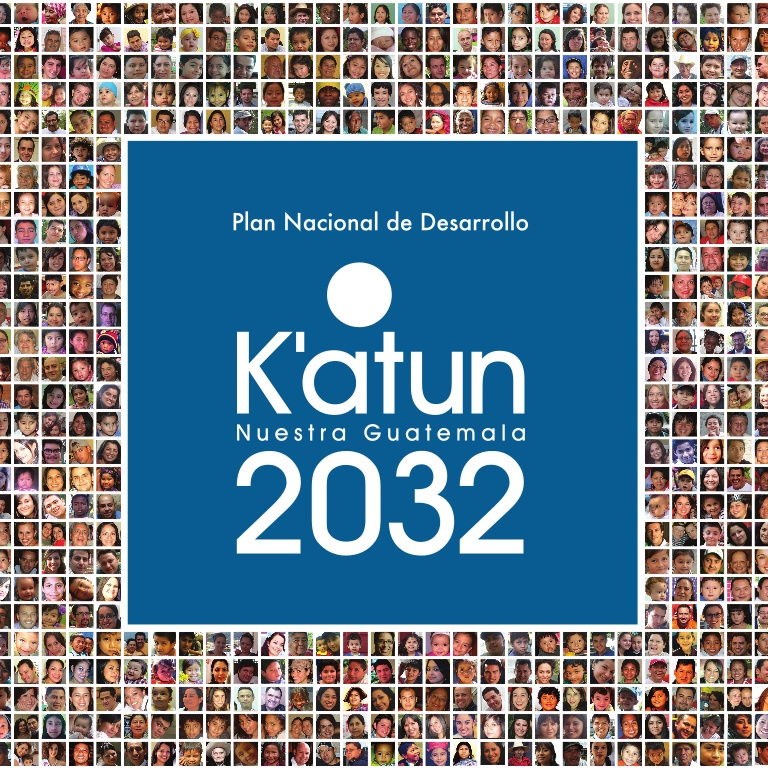 Plan Nacional de Desarrollo
K'atun
Nuestra Guatemala
2032